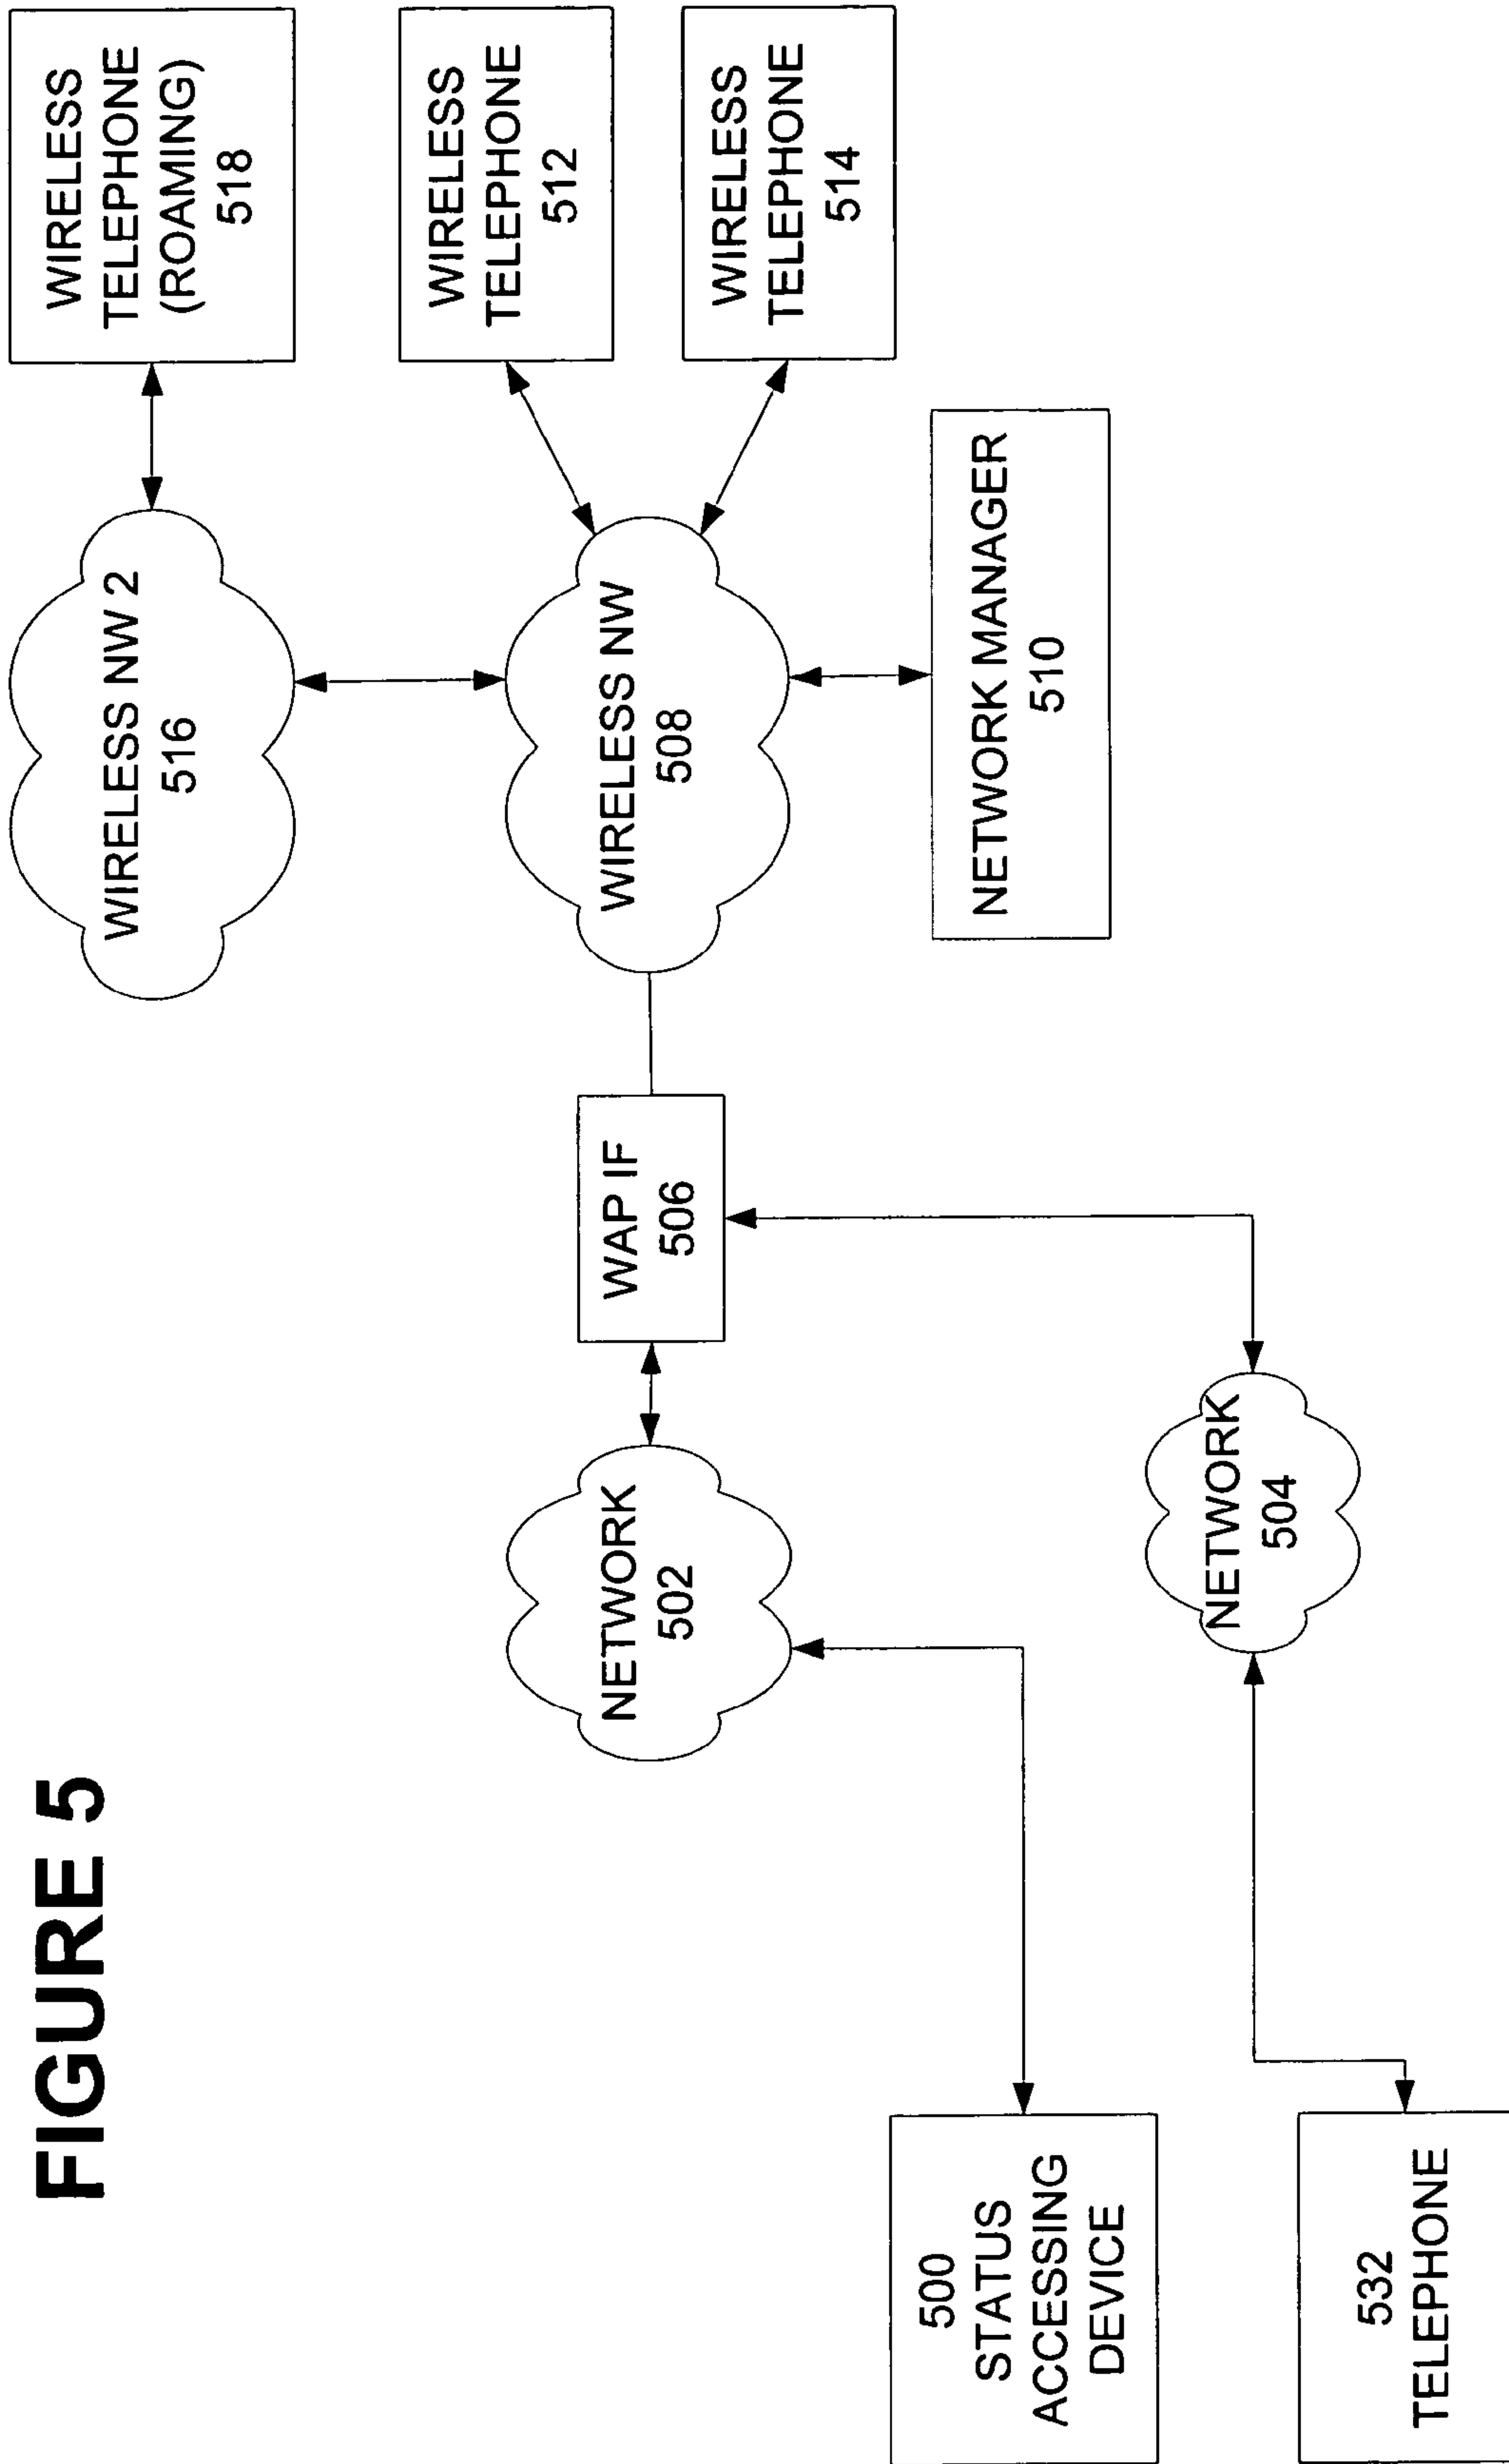 FIGURE 5
WIRELESS
TELEPHONE
(ROAMING)
518
WIRELESS NW 2
516
WIRELESS
TELEPHONE
512
WIRELESS
TELEPHONE
514
WIRELESS NW
508
NETWORK MANAGER
510
WAP IF
506
NETWORK
502
NETWORK
504
500
STATUS
ACCESSING
DEVICE
532
TELEPHONE